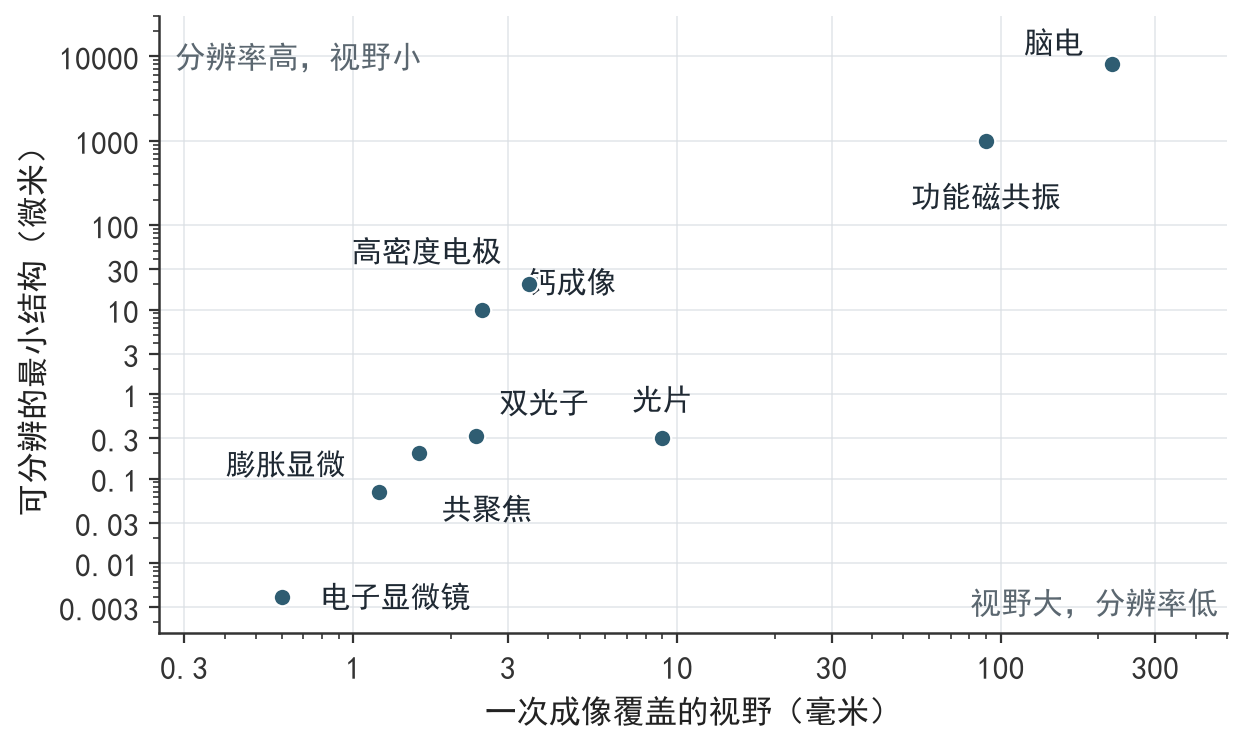 分辨率高，视野小
脑电
功能磁共振
高密度电极
钙成像
双光子
光片
膨胀显微
共聚焦
电子显微镜
视野大，分辨率低
可分辨的最小结构（微米）
10000
1000
100
30
10
3
1
0.3
0.1
0.03
0.01
0.003
0.3
1
3
10
30
100
300
一次成像覆盖的视野（毫米）